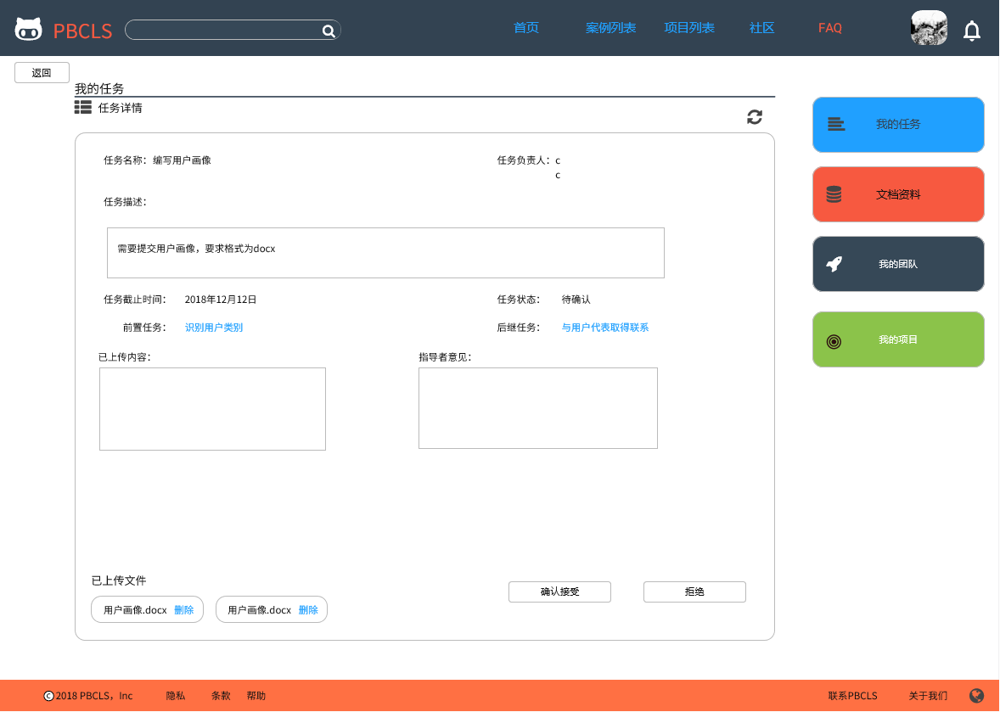 PBCLS
首页
案例列表
项目列表
社区
FAQ
返回
我的任务
任务详情
任务名称：编写用户画像
任务负责人：c
c
任务描述：
需要提交用户画像，要求格式为docx
任务截止时间：
2018年12月12日
任务状态：
待确认
前置任务：
识别用户类别
后继任务：
与用户代表取得联系
已上传内容：
指导者意见：
已上传文件
用户画像.docx 删除
用户画像.docx 删除
确认接受
拒绝
我的任务
文档资料
我的团队
我的项目
©2018 PBCLS，Inc
隐私
条款
帮助
联系PBCLS
关于我们